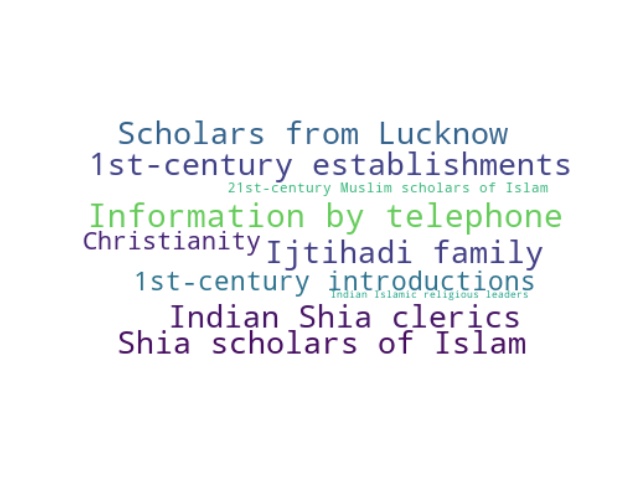 Scholars from Lucknow
1st-century establishments
21st-century Muslim scholars of Islam
Information by telephone
Christianity
Ijtihadi family
1st-century introductions
Indian Islamic religious leaders
Indian Shia clerics
Shia scholars of Islam